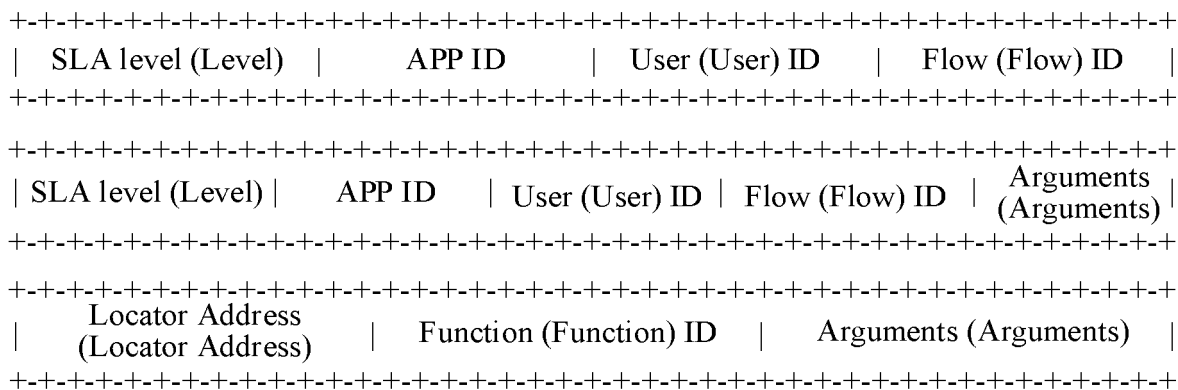 +-+-+-+-+-+-+-+-+-+-+-+-+-+-+-+-+-+-+-+-+-+-+-+-+-+-+-+-+-+-+-+-+-+-+-+-+-+-+-+-+-+
| SLA level (Level) | APP ID | User (User) ID | Flow (Flow) ID |
+-+-+-+-+-+-+-+-+-+-+-+-+-+-+-+-+-+-+-+-+-+-+-+-+-+-+-+-+-+-+-+-+-+-+-+-+-+-+-+-+-+
+-+-+-+-+-+-+-+-+-+-+-+-+-+-+-+-+-+-+-+-+-+-+-+-+-+-+-+-+-+-+-+-+-+-+-+-+-+-+-+-+-+
| SLA level (Level) | APP ID | User (User) ID | Flow (Flow) ID | Arguments
(Arguments) |
+-+-+-+-+-+-+-+-+-+-+-+-+-+-+-+-+-+-+-+-+-+-+-+-+-+-+-+-+-+-+-+-+-+-+-+-+-+-+-+-+-+
+-+-+-+-+-+-+-+-+-+-+-+-+-+-+-+-+-+-+-+-+-+-+-+-+-+-+-+-+-+-+-+-+-+-+-+-+-+-+-+-+-+
| Locator Address
(Locator Address) | Function (Function) ID | Arguments (Arguments) |
+-+-+-+-+-+-+-+-+-+-+-+-+-+-+-+-+-+-+-+-+-+-+-+-+-+-+-+-+-+-+-+-+-+-+-+-+-+-+-+-+-+